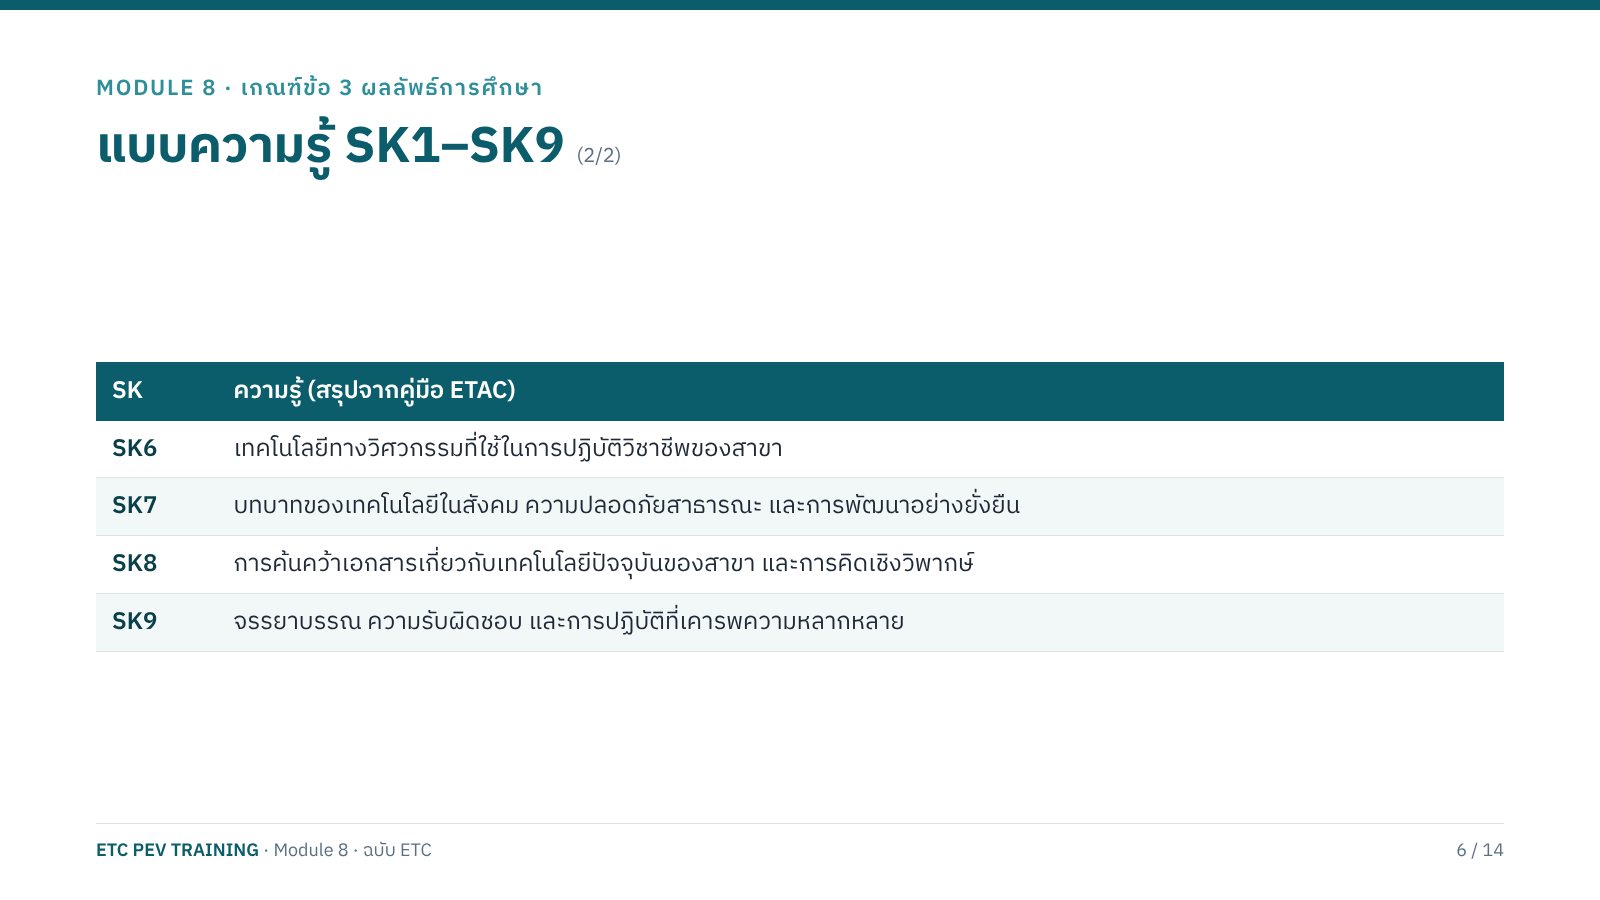 MODULE 8 · เกณฑ์ข้อ 3 ผลลัพธ์การศึกษา
แบบความรู้ SK1–SK9 (2/2)
SK ความรู้ (สรุปจากคู่มือ ETAC)
SK6 เทคโนโลยีทางวิศวกรรมที่ใช้ในการปฏิบัติวิชาชีพของสาขา
SK7 บทบาทของเทคโนโลยีในสังคม ความปลอดภัยสาธารณะ และการพัฒนาอย่างยั่งยืน
SK8 การค้นคว้าเอกสารเกี่ยวกับเทคโนโลยีปัจจุบันของสาขา และการคิดเชิงวิพากษ์
SK9 จรรยาบรรณ ความรับผิดชอบ และการปฏิบัติที่เคารพความหลากหลาย
ETC PEV TRAINING · Module 8 · ฉบับ ETC
6 / 14